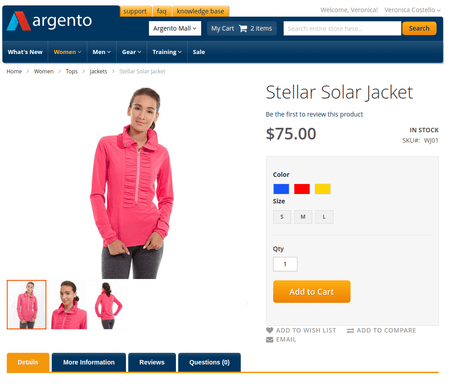 support faq knowledge base
Welcome, Veronica! Veronica Costello
argento
Argento Mall My Cart 2 items Search entire store here... Search
What's New Women Men Gear Training Sale
Home Women Tops Jackets Stellar Solar Jacket
Stellar Solar Jacket
Be the first to review this product
$75.00 IN STOCK
SKU#: WJ01
Color
Size
S M L
Qty
1
Add to Cart
ADD TO WISH LIST ADD TO COMPARE
EMAIL
Details More Information Reviews Questions (0)